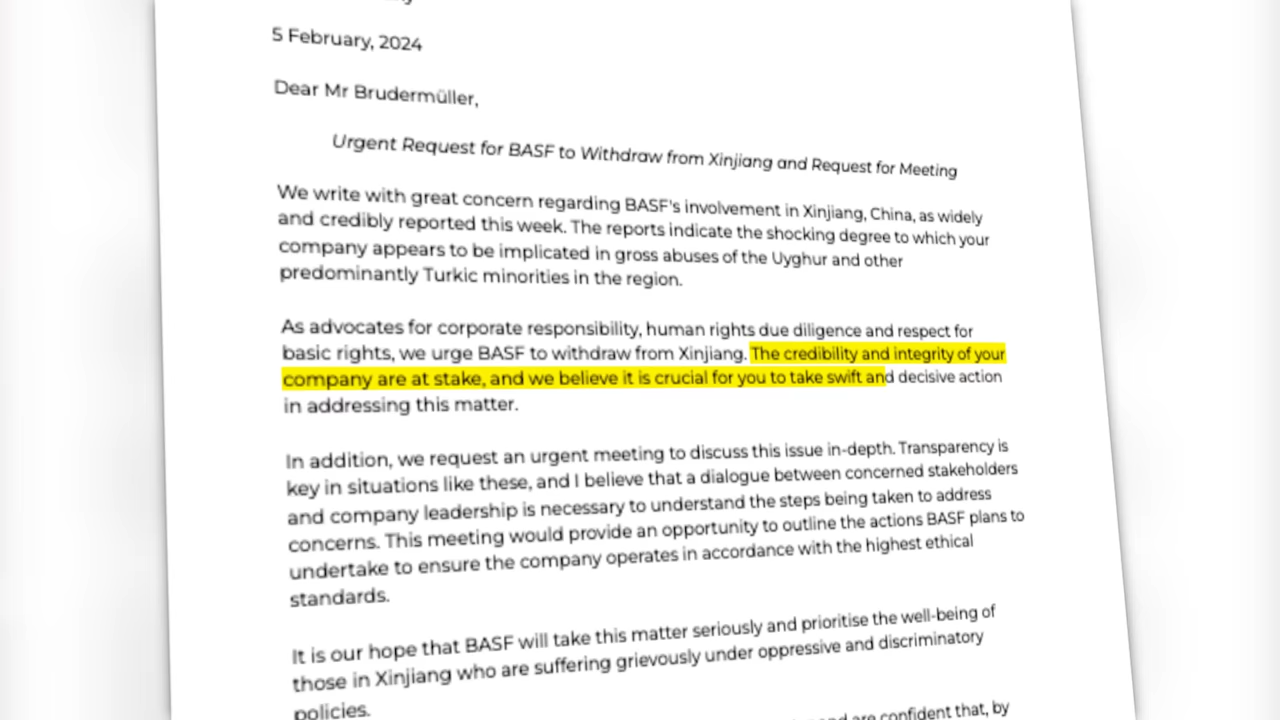 5 February, 2024
Dear Mr Brudermüller,
Urgent Request for BASF to Withdraw from Xinjiang and Request for Meeting
We write with great concern regarding BASF's involvement in Xinjiang, China, as widely
and credibly reported this week. The reports indicate the shocking degree to which your
company appears to be implicated in gross abuses of the Uyghur and other
predominantly Turkic minorities in the region.
As advocates for corporate responsibility, human rights due diligence and respect for
basic rights, we urge BASF to withdraw from Xinjiang. The credibility and integrity of your
company are at stake, and we believe it is crucial for you to take swift and decisive action
in addressing this matter.
In addition, we request an urgent meeting to discuss this issue in-depth. Transparency is
key in situations like these, and I believe that a dialogue between concerned stakeholders
and company leadership is necessary to understand the steps being taken to address
concerns. This meeting would provide an opportunity to outline the actions BASF plans to
undertake to ensure the company operates in accordance with the highest ethical
standards.
It is our hope that BASF will take this matter seriously and prioritise the well-being of
those in Xinjiang who are suffering grievously under oppressive and discriminatory
policies.
and are confident that, by